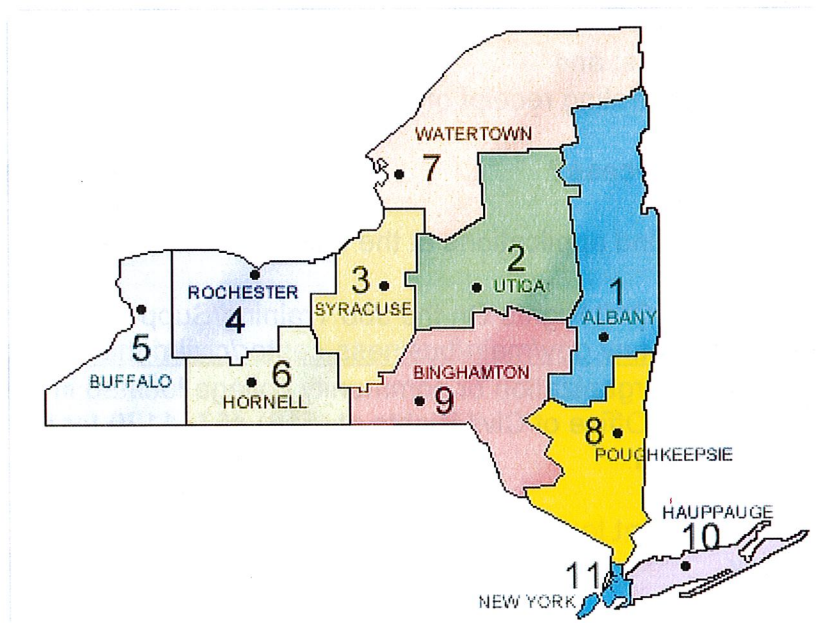 WATERTOWN
7
2
UTICA
3
SYRACUSE
1
ALBANY
ROCHESTER
4
5
BUFFALO
6
HORNELL
BINGHAMTON
9
8
POUGHKEEPSIE
HAUPPAUGE
10
11
NEW YORK